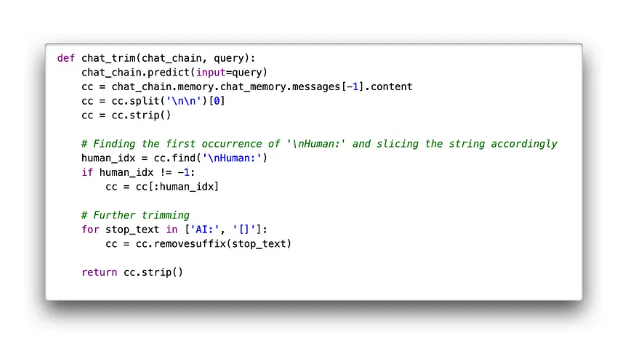 def chat_trim(chat_chain, query):
    chat_chain.predict(input=query)
    cc = chat_chain.memory.chat_memory.messages[-1].content
    cc = cc.split('\n\n')[0]
    cc = cc.strip()

    # Finding the first occurrence of '\nHuman:' and slicing the string accordingly
    human_idx = cc.find('\nHuman:')
    if human_idx != -1:
        cc = cc[:human_idx]

    # Further trimming
    for stop_text in ['AI:', '[]']:
        cc = cc.removesuffix(stop_text)

    return cc.strip()